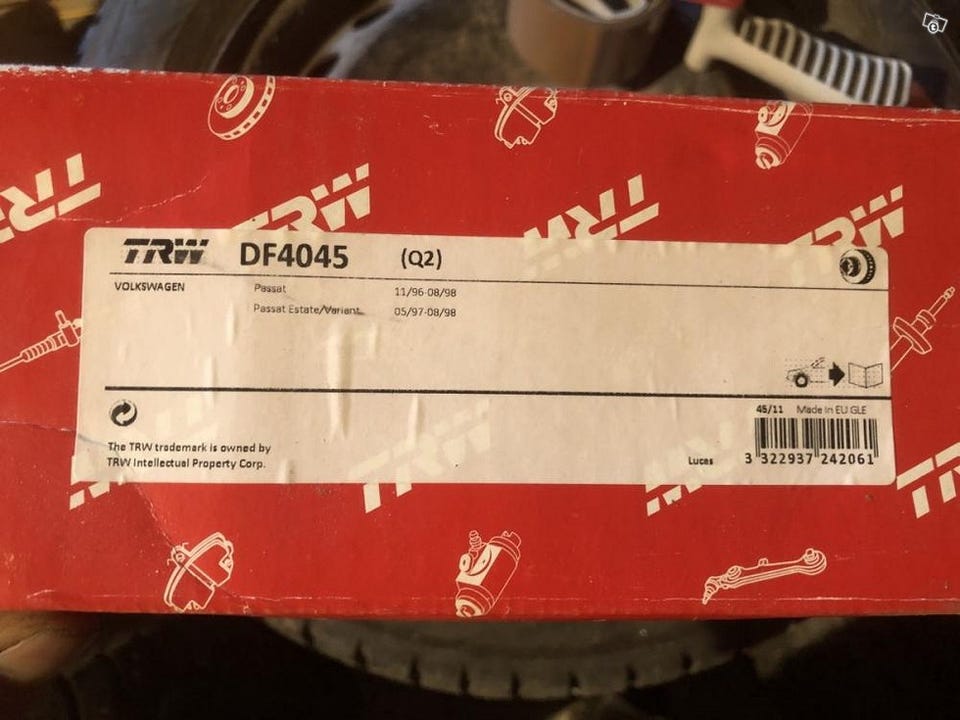 TRW
TRW
TRW
TRW
TRW DF4045 (Q2)
VOLKSWAGEN Passat 11/96-08/98
Passat Estate/Variant 05/97-08/98
45/11 Made in EU GLE
The TRW trademark is owned by
TRW Intellectual Property Corp.
Lucas 3 322937 242061
TRW
TRW
TRW